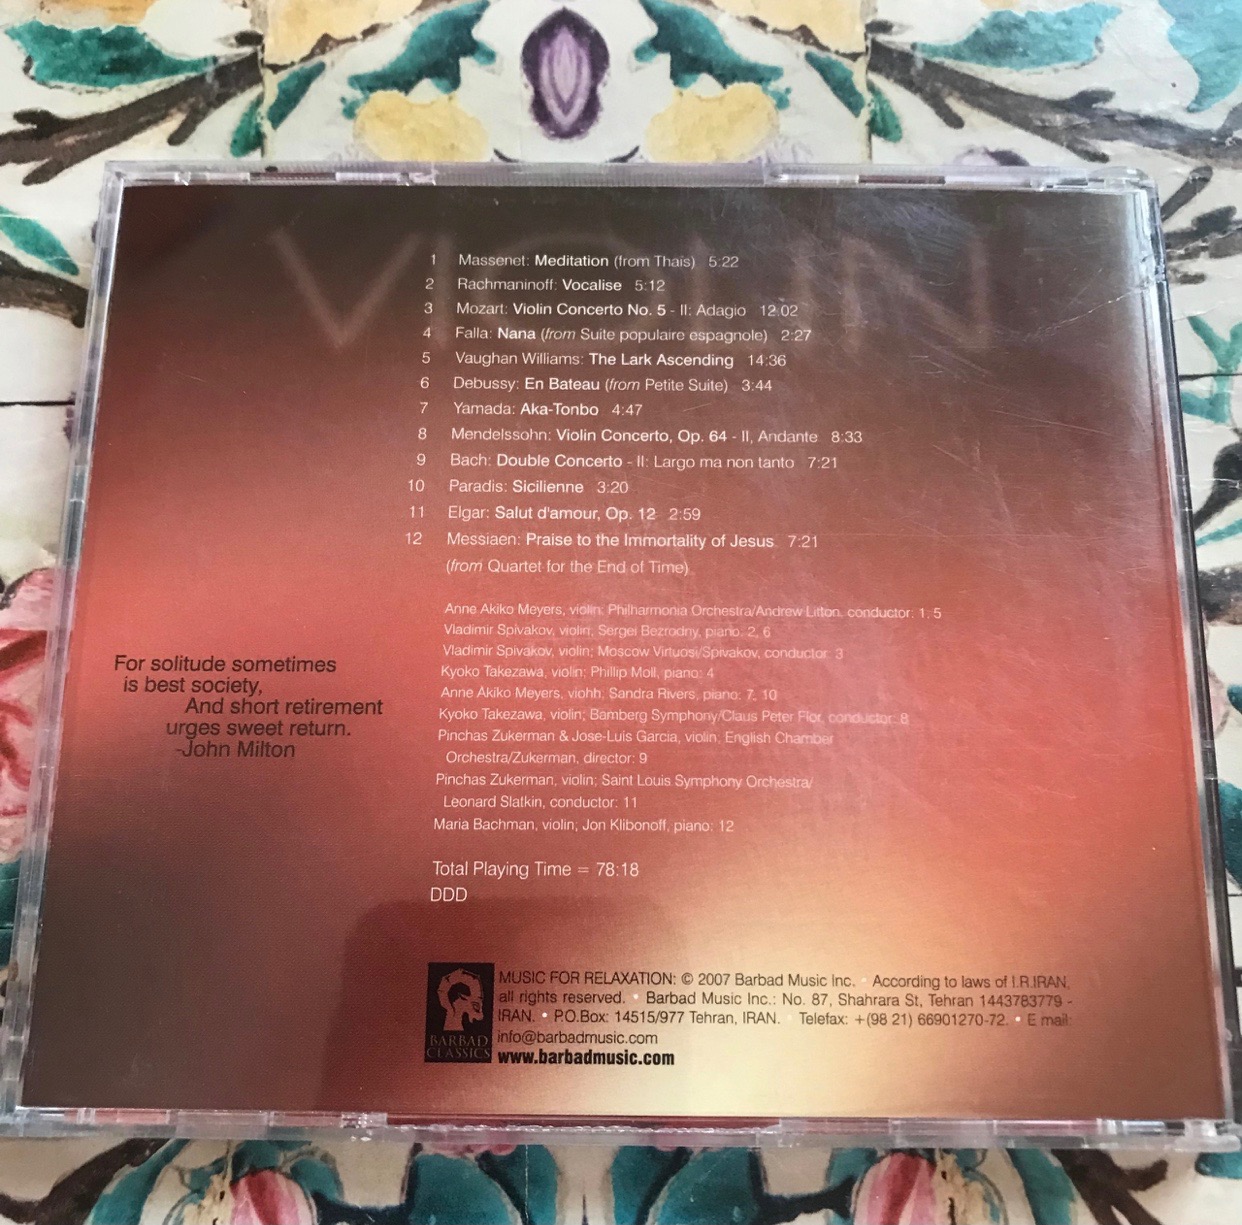 VIOLIN
1 Massenet: Meditation (from Thaïs) 5:22
2 Rachmaninoff: Vocalise 5:12
3 Mozart: Violin Concerto No. 5 - II: Adagio 12:02
4 Falla: Nana (from Suite populaire espagnole) 2:27
5 Vaughan Williams: The Lark Ascending 14:36
6 Debussy: En Bateau (from Petite Suite) 3:44
7 Yamada: Aka-Tonbo 4:47
8 Mendelssohn: Violin Concerto, Op. 64 - II, Andante 8:33
9 Bach: Double Concerto - II: Largo ma non tanto 7:21
10 Paradis: Sicilienne 3:20
11 Elgar: Salut d'amour, Op. 12 2:59
12 Messiaen: Praise to the Immortality of Jesus 7:21
(from Quartet for the End of Time)
Anne Akiko Meyers, violin; Philharmonia Orchestra/Andrew Litton, conductor: 1, 5
Vladimir Spivakov, violin; Sergei Bezrodny, piano: 2, 6
Vladimir Spivakov, violin; Moscow Virtuosi/Spivakov, conductor: 3
Kyoko Takezawa, violin; Phillip Moll, piano: 4
Anne Akiko Meyers, viohh; Sandra Rivers, piano: 7, 10
Kyoko Takezawa, violin; Bamberg Symphony/Claus Peter Flor, conductor: 8
Pinchas Zukerman & Jose-Luis Garcia, violin; English Chamber
Orchestra/Zukerman, director: 9
Pinchas Zukerman, violin; Saint Louis Symphony Orchestra/
Leonard Slatkin, conductor: 11
Maria Bachman, violin; Jon Klibonoff, piano: 12
For solitude sometimes
is best society,
And short retirement
urges sweet return.
-John Milton
Total Playing Time = 78:18
DDD
BARBAD
CLASSICS
MUSIC FOR RELAXATION: © 2007 Barbad Music Inc. • According to laws of I.R.IRAN,
all rights reserved. • Barbad Music Inc.: No. 87, Shahrara St, Tehran 1443783779 -
IRAN. • P.O.Box: 14515/977 Tehran, IRAN. • Telefax: +(98 21) 66901270-72. • E mail:
info@barbadmusic.com
www.barbadmusic.com